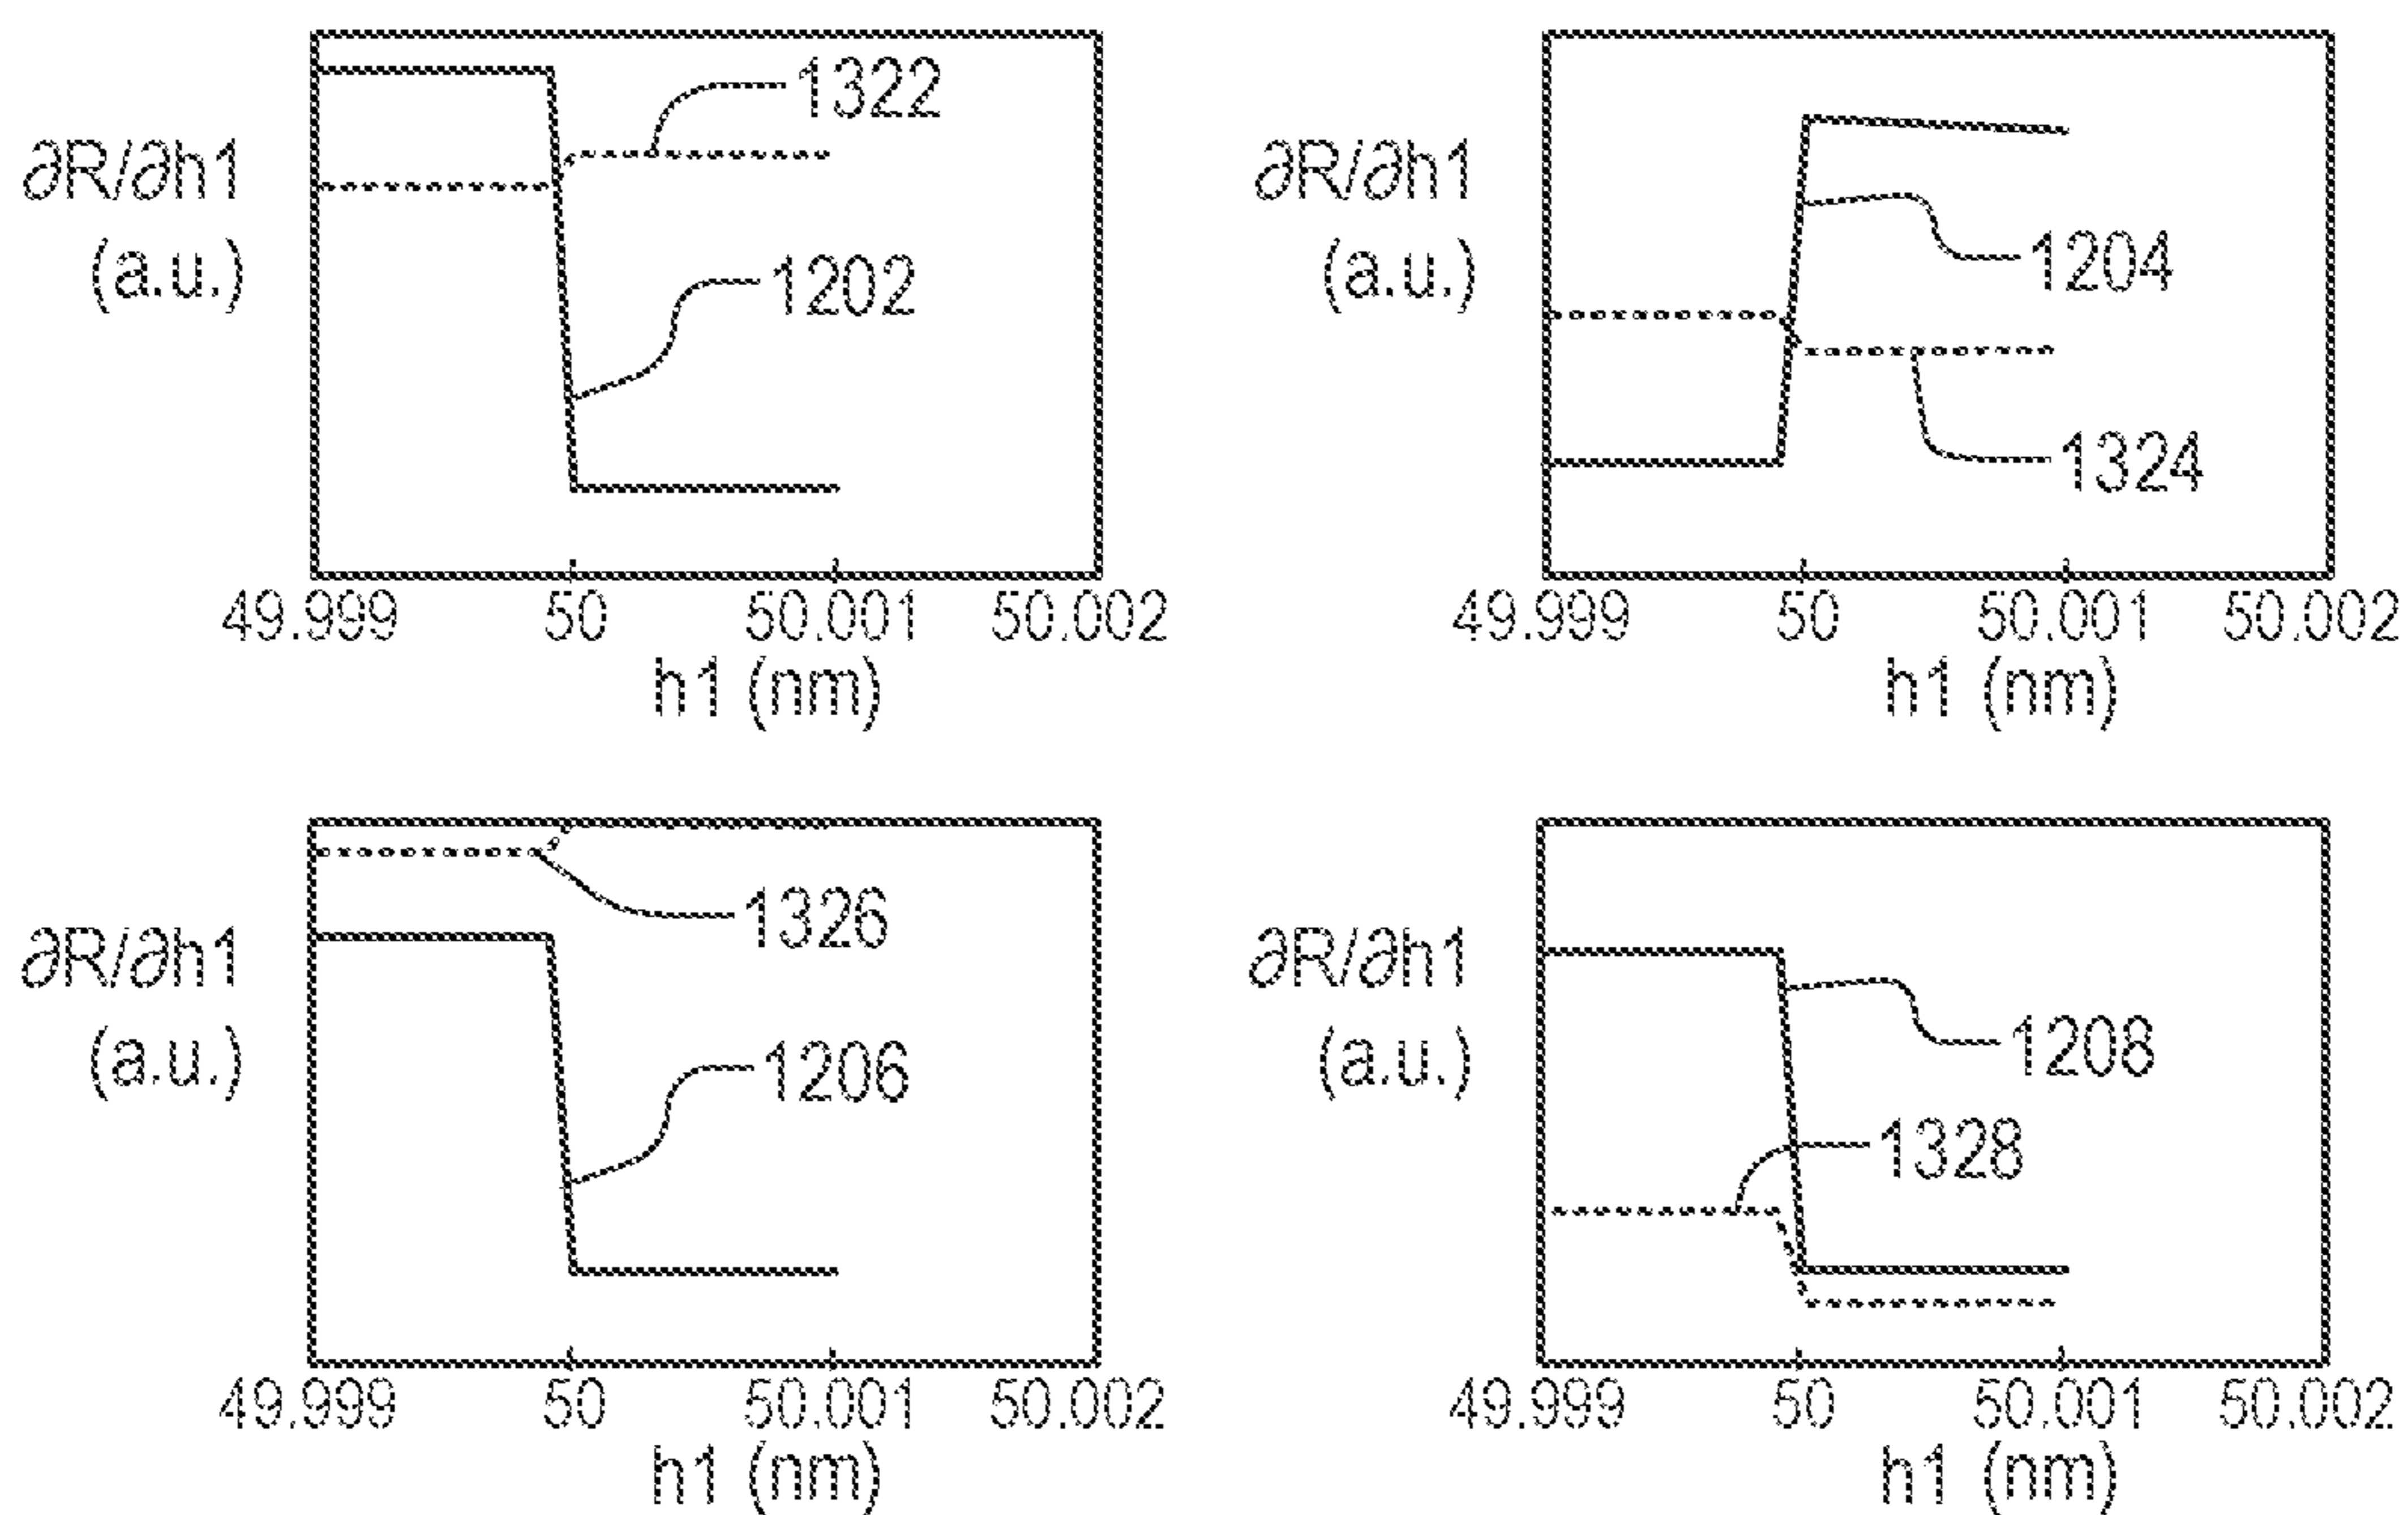 ∂R/∂h1
(a.u.)
1322
1202
49.999 50 50.001 50.002
h1 (nm)
∂R/∂h1
(a.u.)
1204
1324
49.999 50 50.001 50.002
h1 (nm)
∂R/∂h1
(a.u.)
1326
1206
49.999 50 50.001 50.002
h1 (nm)
∂R/∂h1
(a.u.)
1208
1328
49.999 50 50.001 50.002
h1 (nm)